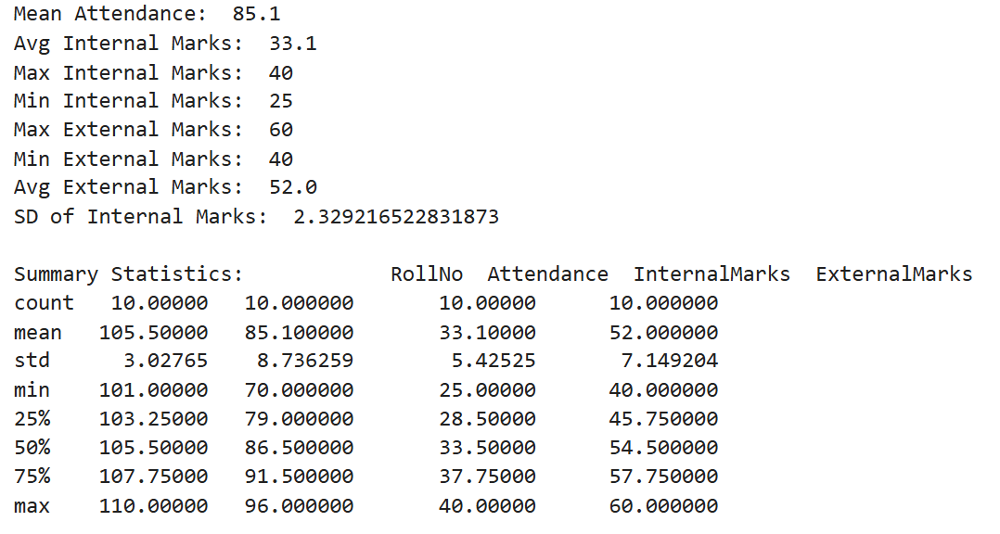 Mean Attendance:  85.1
Avg Internal Marks:  33.1
Max Internal Marks:  40
Min Internal Marks:  25
Max External Marks:  60
Min External Marks:  40
Avg External Marks:  52.0
SD of Internal Marks:  2.329216522831873
Summary Statistics:            RollNo  Attendance  InternalMarks  ExternalMarks
count   10.00000   10.000000       10.00000      10.000000
mean   105.50000   85.100000       33.10000      52.000000
std      3.02765    8.736259        5.42525       7.149204
min    101.00000   70.000000       25.00000      40.000000
25%    103.25000   79.000000       28.50000      45.750000
50%    105.50000   86.500000       33.50000      54.500000
75%    107.75000   91.500000       37.75000      57.750000
max    110.00000   96.000000       40.00000      60.000000